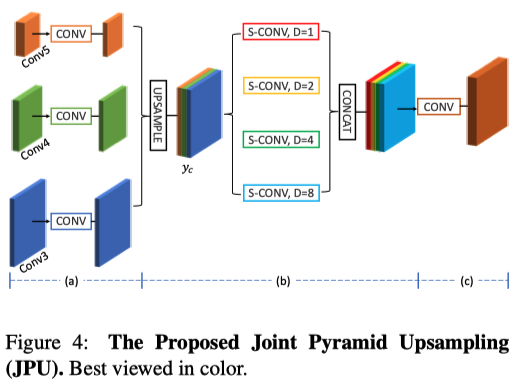 CONV
Conv5
CONV
Conv4
CONV
Conv3
UPSAMPLE
yc
S-CONV, D=1
S-CONV, D=2
S-CONV, D=4
S-CONV, D=8
CONCAT
CONV
(a)
(b)
(c)
Figure 4: The Proposed Joint Pyramid Upsampling
(JPU). Best viewed in color.